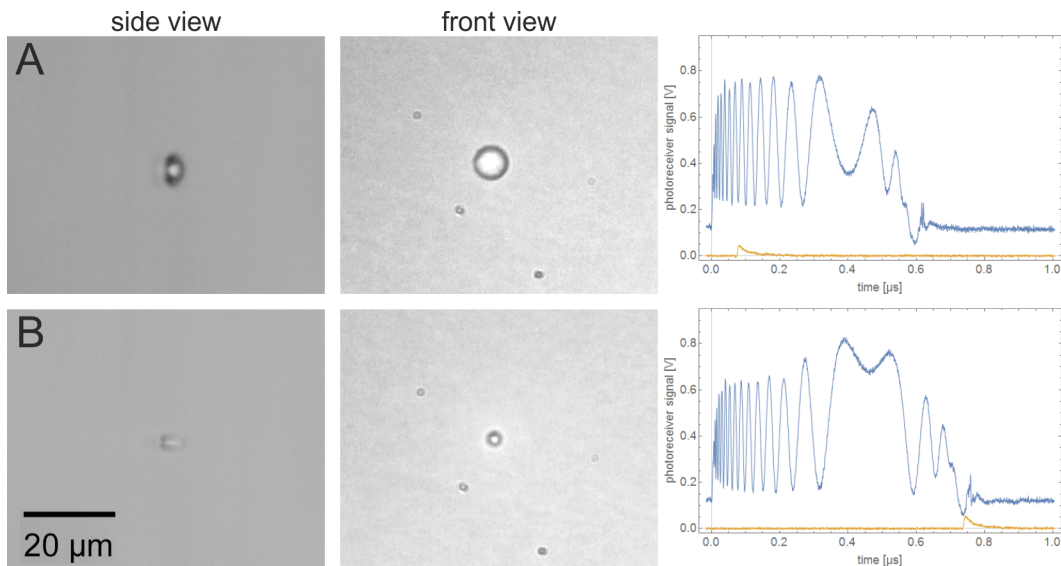 side view
front view
A
photoreceiver signal [V]
0.8
0.6
0.4
0.2
0.0
0.0 0.2 0.4 0.6 0.8 1.0
time [µs]
B
20 µm
photoreceiver signal [V]
0.8
0.6
0.4
0.2
0.0
0.0 0.2 0.4 0.6 0.8 1.0
time [µs]